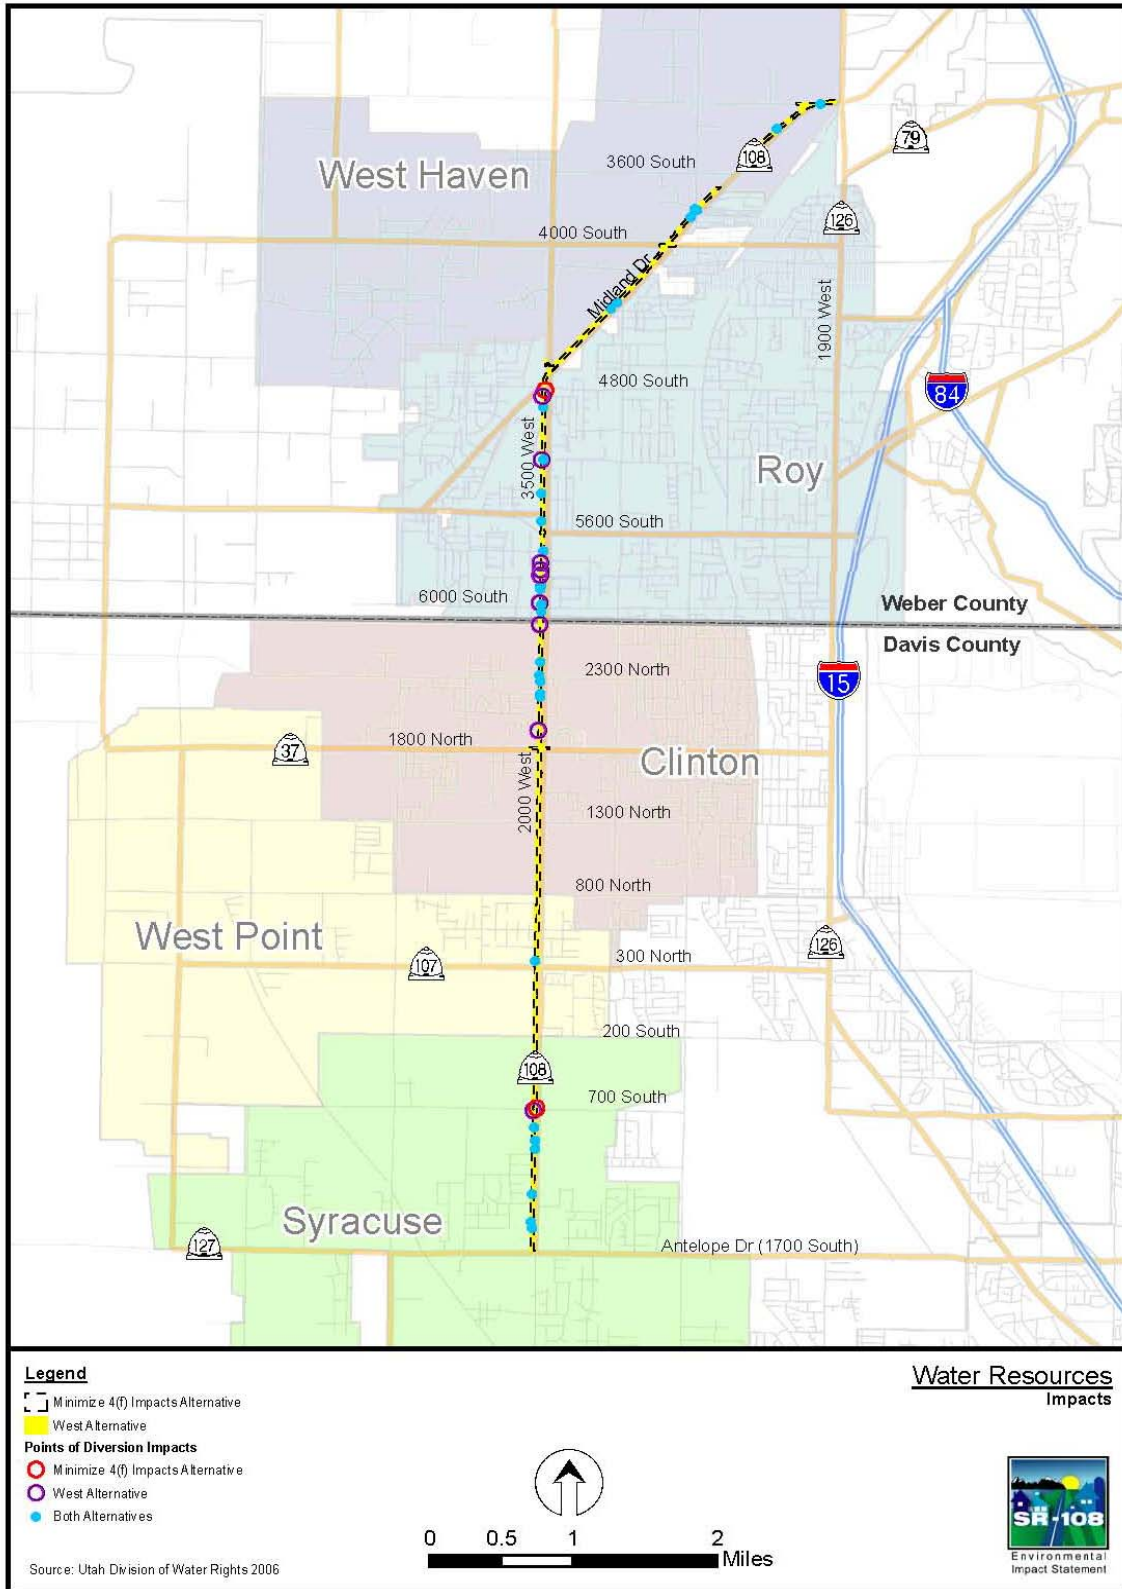 79
108
3600 South
West Haven
126
4000 South
Midland Dr
1900 West
4800 South
84
3500 West
Roy
5600 South
6000 South
Weber County
Davis County
2300 North
15
37
1800 North
Clinton
2000 West
1300 North
800 North
West Point
126
107
300 North
200 South
108
700 South
Syracuse
127
Antelope Dr (1700 South)
Legend
Minimize 4(f) Impacts Alternative
West Alternative
Points of Diversion Impacts
Minimize 4(f) Impacts Alternative
West Alternative
Both Alternatives
Source: Utah Division of Water Rights 2006
0 0.5 1 2
Miles
Water Resources
Impacts
SR-108
Environmental
Impact Statement